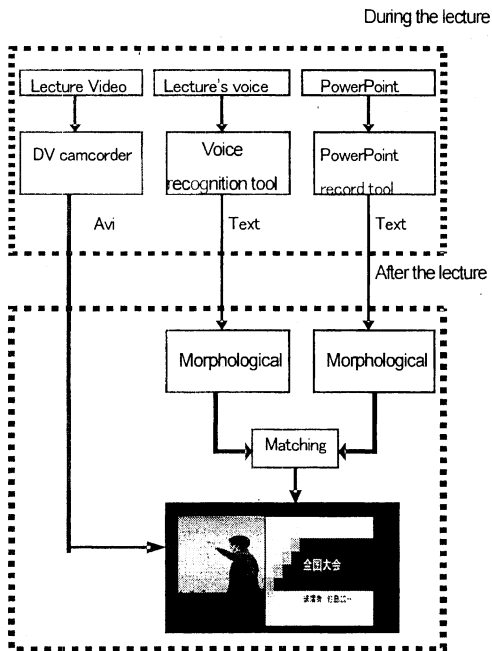 During the lecture
Lecture Video
Lecture's voice
PowerPoint
DV camcorder
Voice
recognition tool
PowerPoint
record tool
Avi
Text
Text
After the lecture
Morphological
Morphological
Matching
全国大会